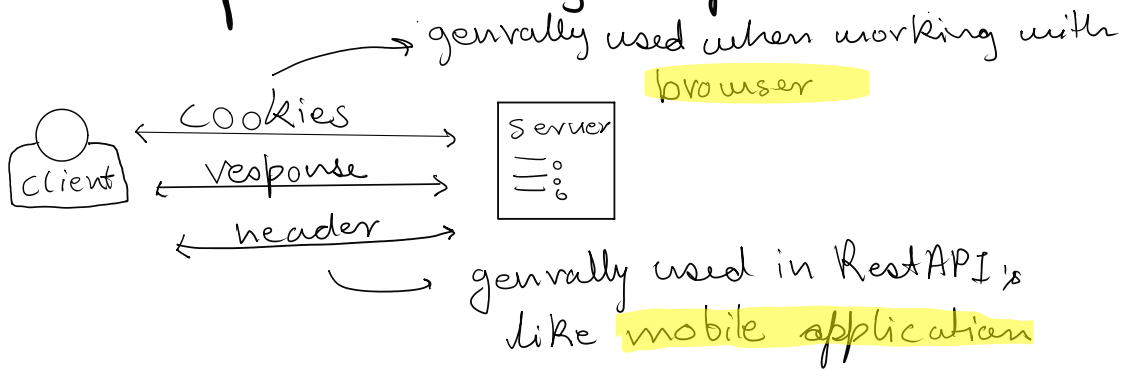 genrally used when working with
browser
cookies
server
client
response
header
genrally used in RestAPI's
like mobile application